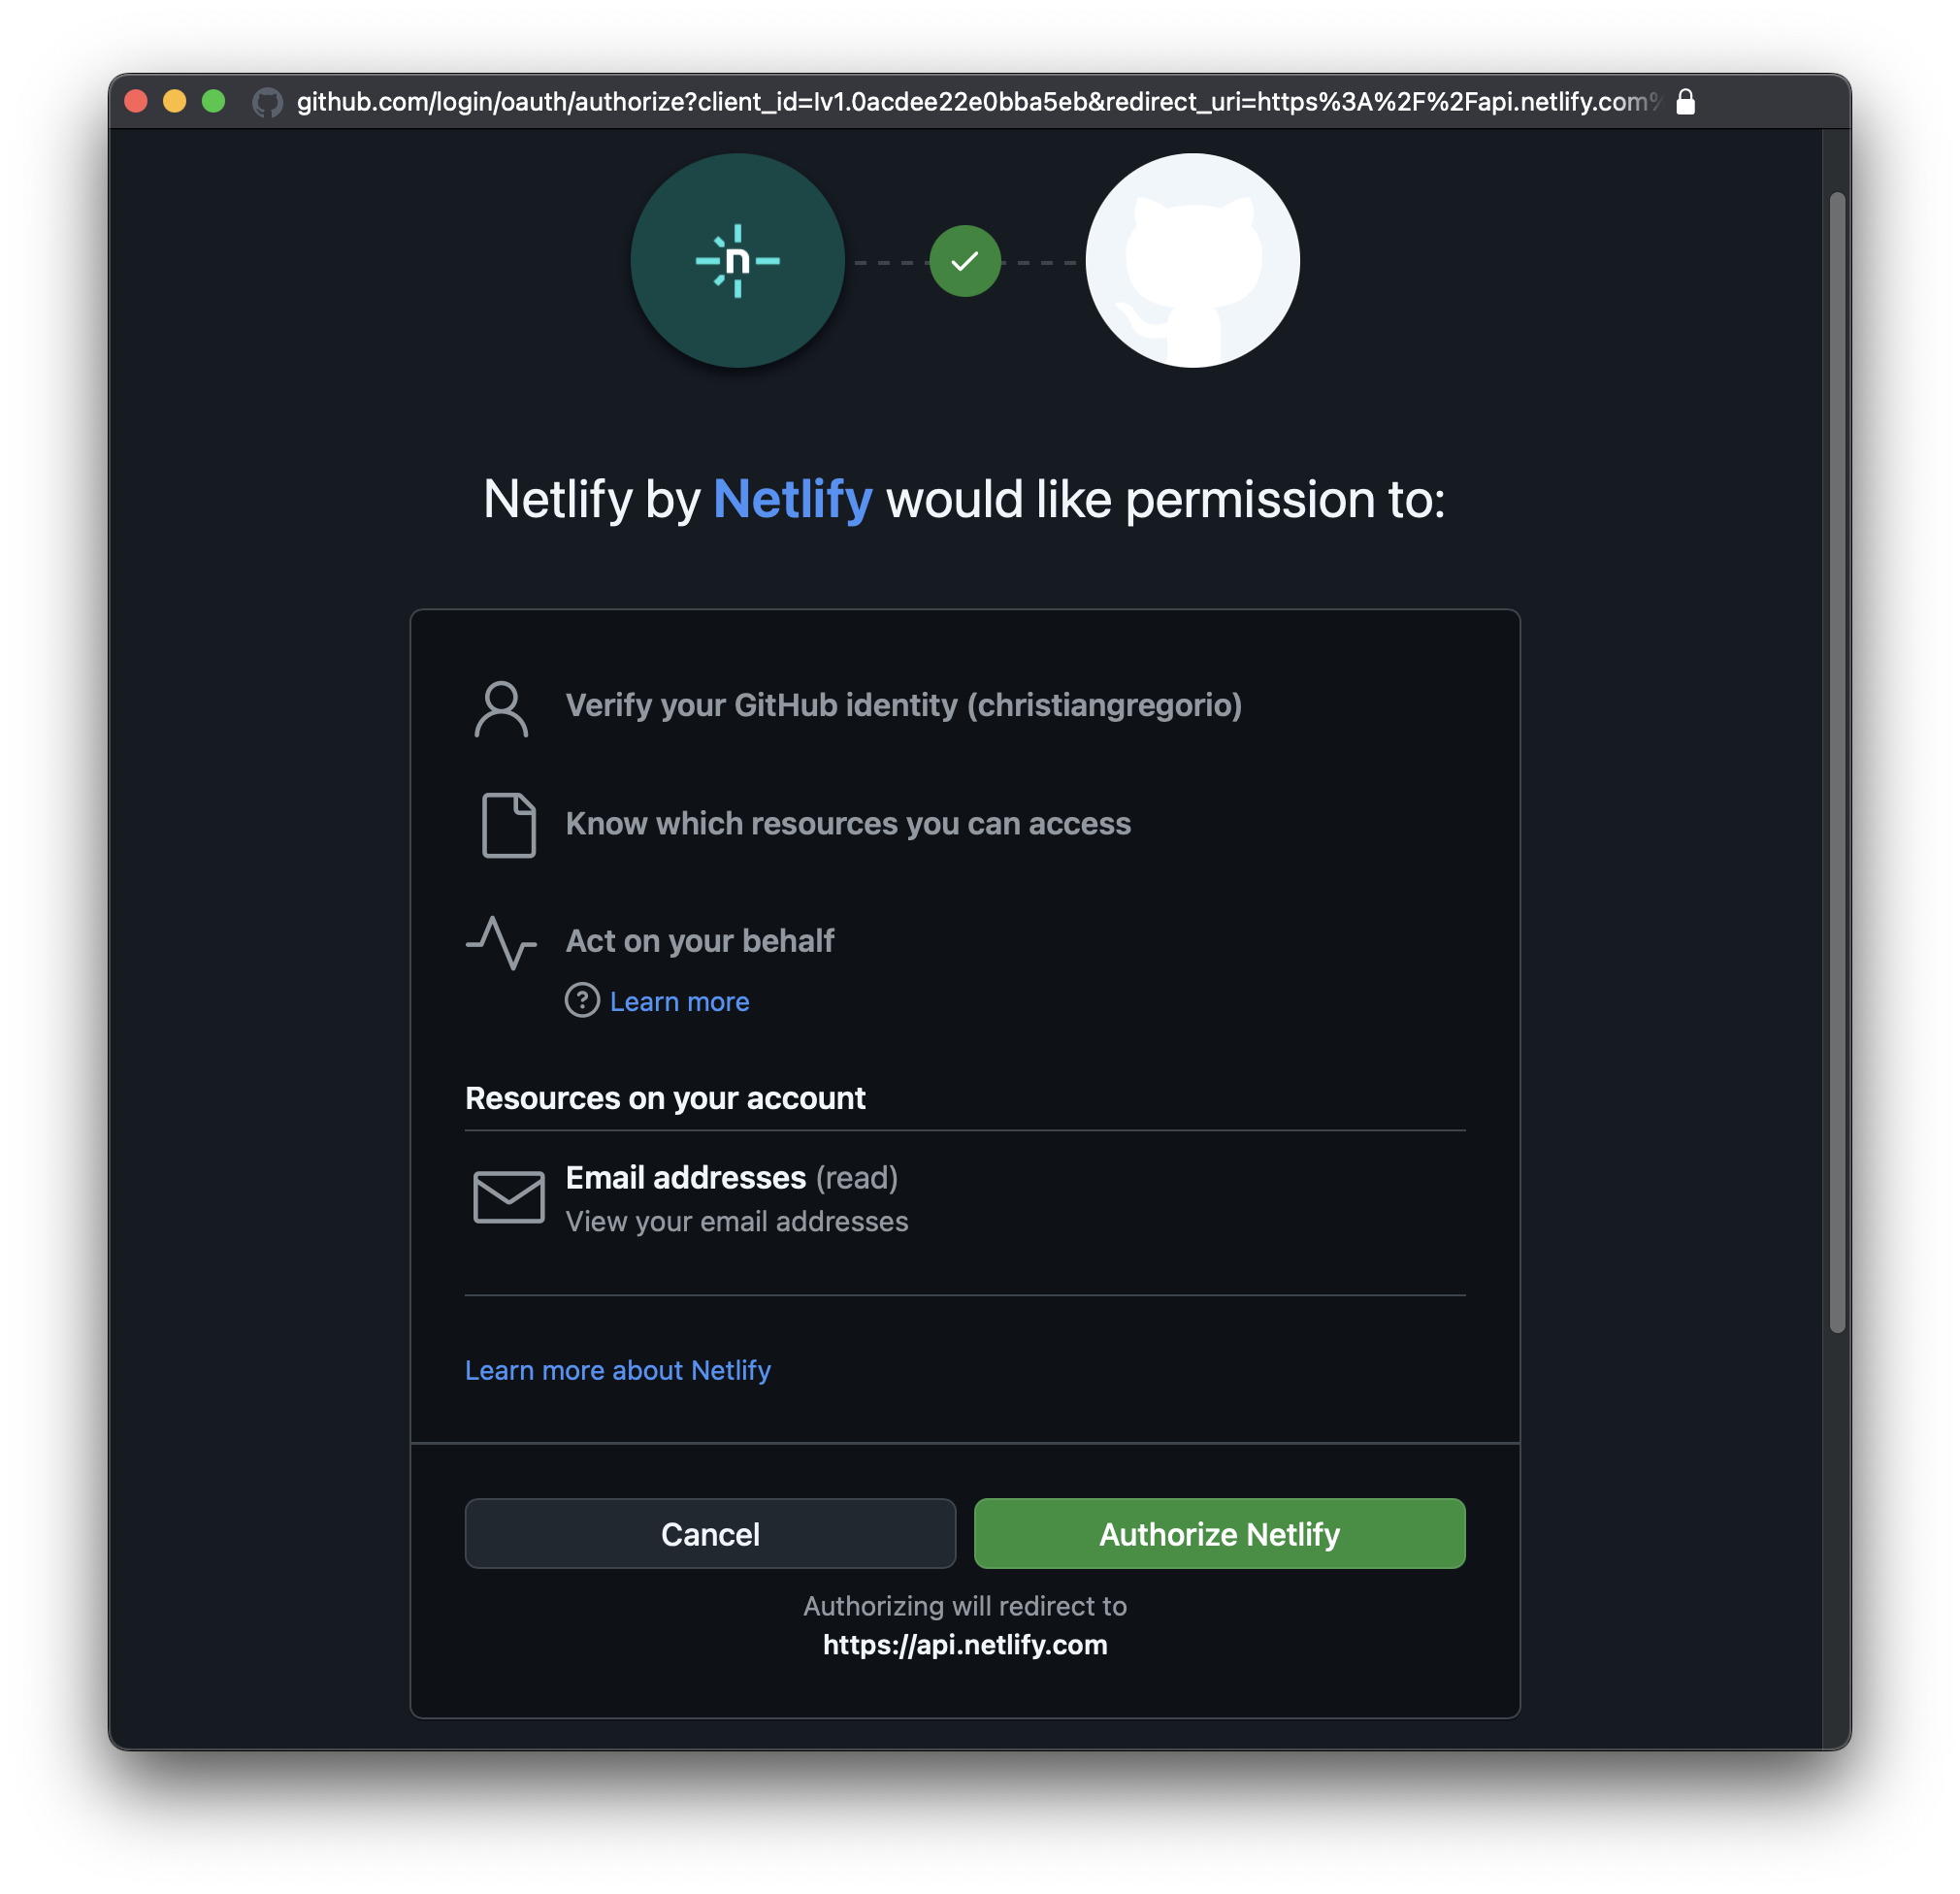 github.com/login/oauth/authorize?client_id=Iv1.0acdee22e0bba5eb&redirect_uri=https%3A%2F%2Fapi.netlify.com%
n
Netlify by Netlify would like permission to:
Verify your GitHub identity (christiangregorio)
Know which resources you can access
Act on your behalf
? Learn more
Resources on your account
Email addresses (read)
View your email addresses
Learn more about Netlify
Cancel
Authorize Netlify
Authorizing will redirect to
https://api.netlify.com